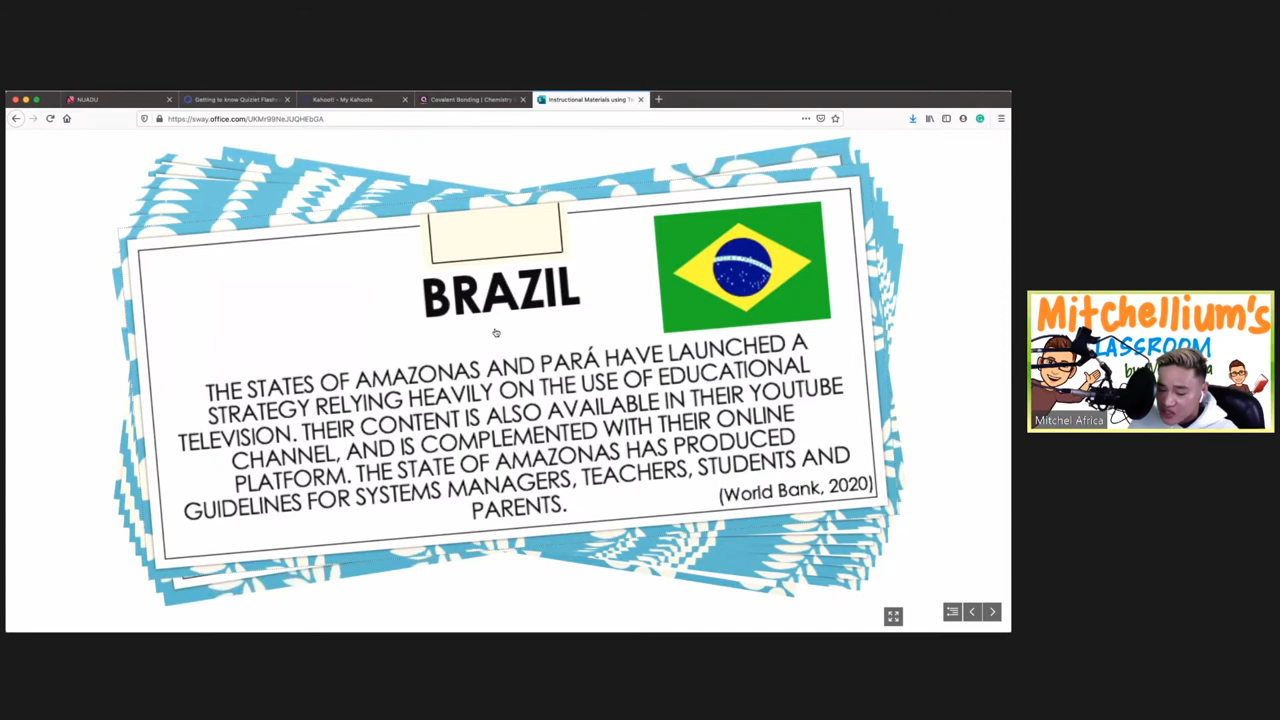 NUADU
Getting to know Quizlet Flash
Kahoot! - My Kahoots
Covalent Bonding | Chemistry
Instructional Materials using
https://sway.office.com/UKMr99NeJUQHEbGA
BRAZIL
THE STATES OF AMAZONAS AND PARÁ HAVE LAUNCHED A
STRATEGY RELYING HEAVILY ON THE USE OF EDUCATIONAL
TELEVISION. THEIR CONTENT IS ALSO AVAILABLE IN THEIR YOUTUBE
CHANNEL, AND IS COMPLEMENTED WITH THEIR ONLINE
PLATFORM. THE STATE OF AMAZONAS HAS PRODUCED
GUIDELINES FOR SYSTEMS MANAGERS, TEACHERS, STUDENTS AND
PARENTS.
(World Bank, 2020)
Mitchellium's
LASSROOM
by
Mitchel Africa